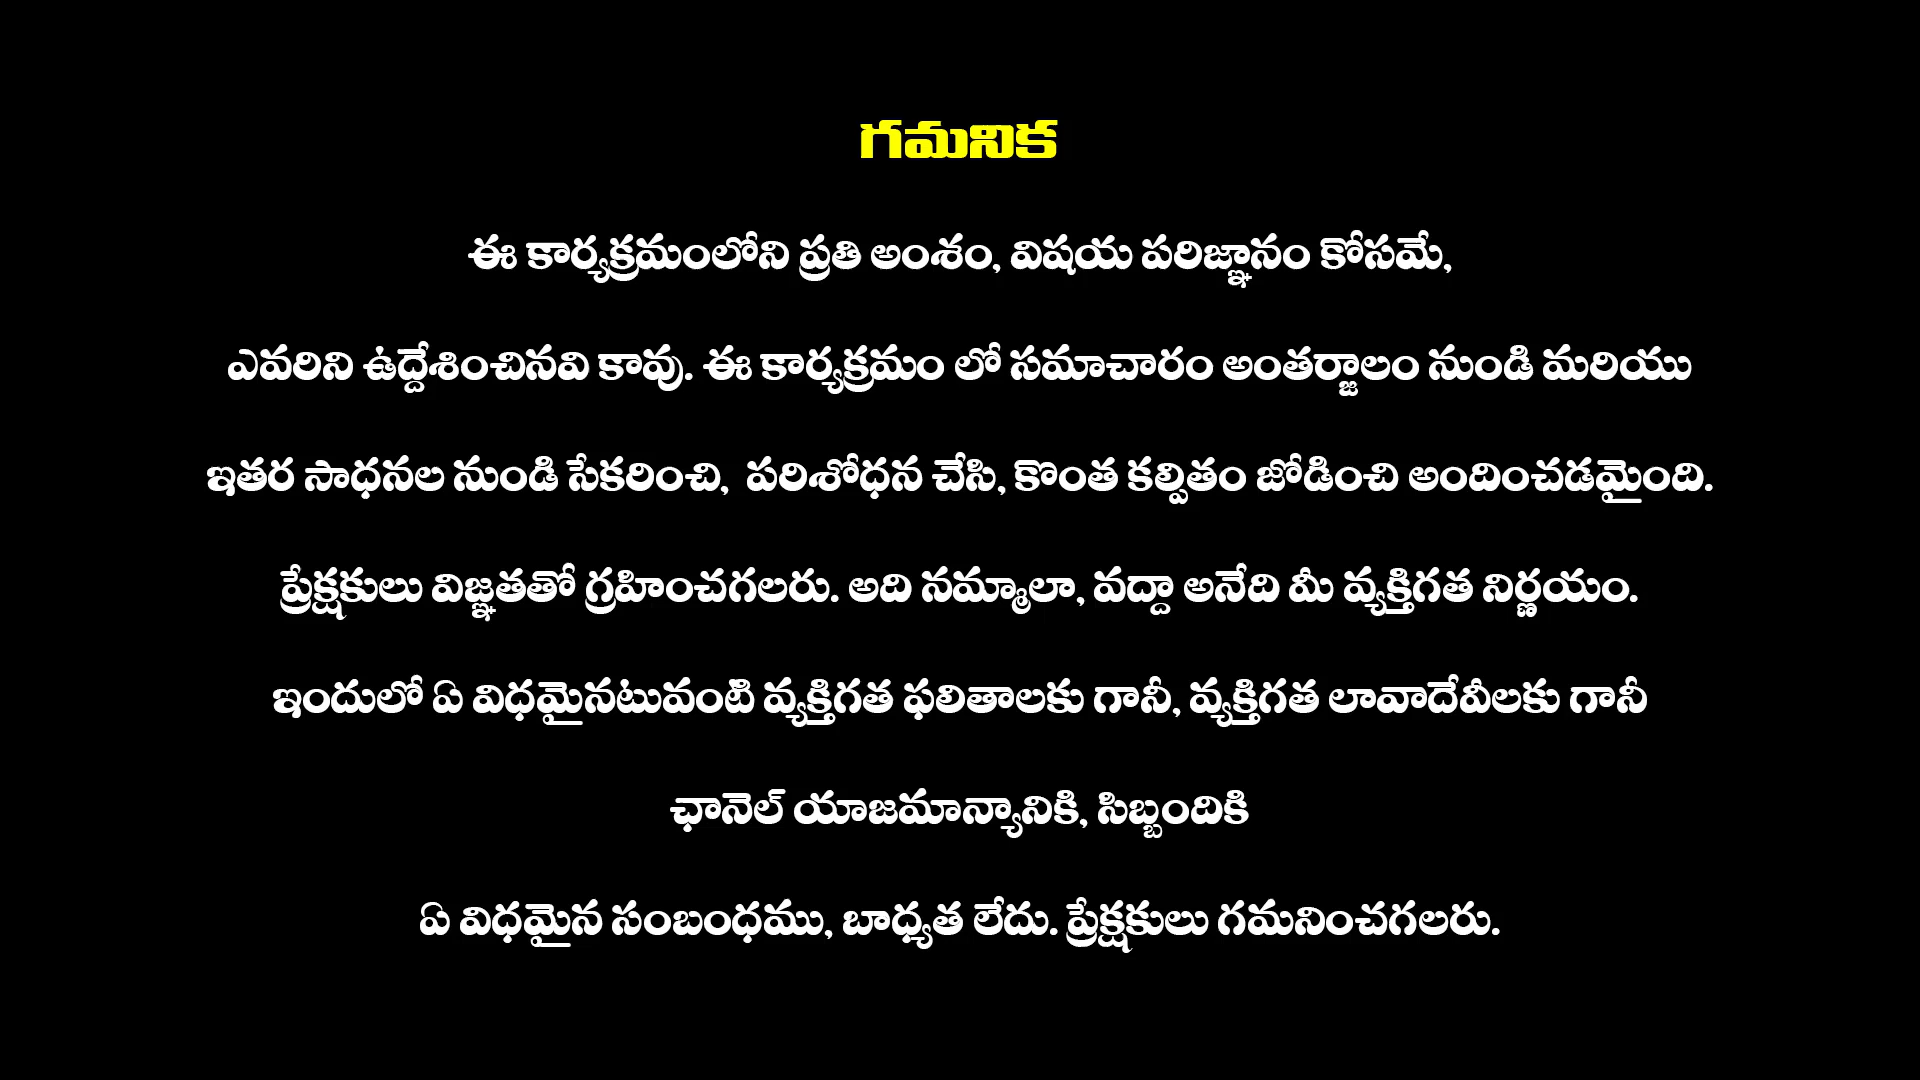 గమనిక
ఈ కార్యక్రమంలోని ప్రతి అంశం, విషయ పరిజ్ఞానం కోసమే,
ఎవరిని ఉద్దేశించినవి కావు. ఈ కార్యక్రమం లో సమాచారం అంతర్జాలం నుండి మరియు
ఇతర సాధనల నుండి సేకరించి, పరిశోధన చేసి, కొంత కల్పితం జోడించి అందించడమైంది.
ప్రేక్షకులు విజ్ఞతతో గ్రహించగలరు. అది నమ్మాలా, వద్దా అనేది మీ వ్యక్తిగత నిర్ణయం.
ఇందులో ఏ విధమైనటువంటి వ్యక్తిగత ఫలితాలకు గానీ, వ్యక్తిగత లావాదేవీలకు గానీ
ఛానెల్ యాజమాన్యానికి, సిబ్బందికి
ఏ విధమైన సంబంధము, బాధ్యత లేదు. ప్రేక్షకులు గమనించగలరు.